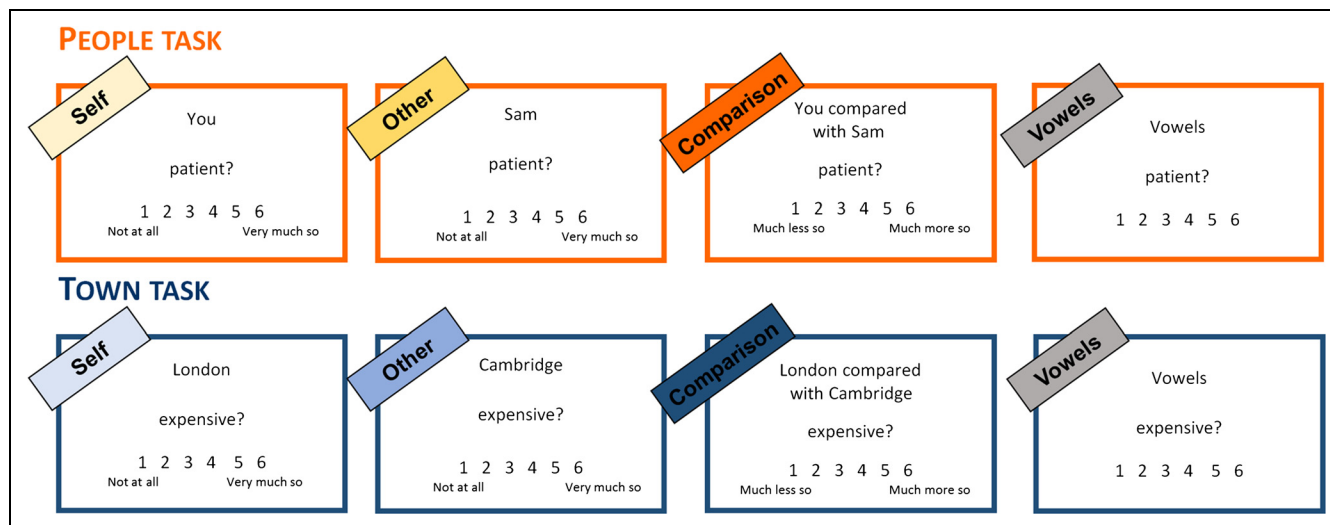 PEOPLE TASK
Self
You
patient?
1 2 3 4 5 6
Not at all Very much so
Other
Sam
patient?
1 2 3 4 5 6
Not at all Very much so
Comparison
You compared
with Sam
patient?
1 2 3 4 5 6
Much less so Much more so
Vowels
Vowels
patient?
1 2 3 4 5 6
TOWN TASK
Self
London
expensive?
1 2 3 4 5 6
Not at all Very much so
Other
Cambridge
expensive?
1 2 3 4 5 6
Not at all Very much so
Comparison
London compared
with Cambridge
expensive?
1 2 3 4 5 6
Much less so Much more so
Vowels
Vowels
expensive?
1 2 3 4 5 6